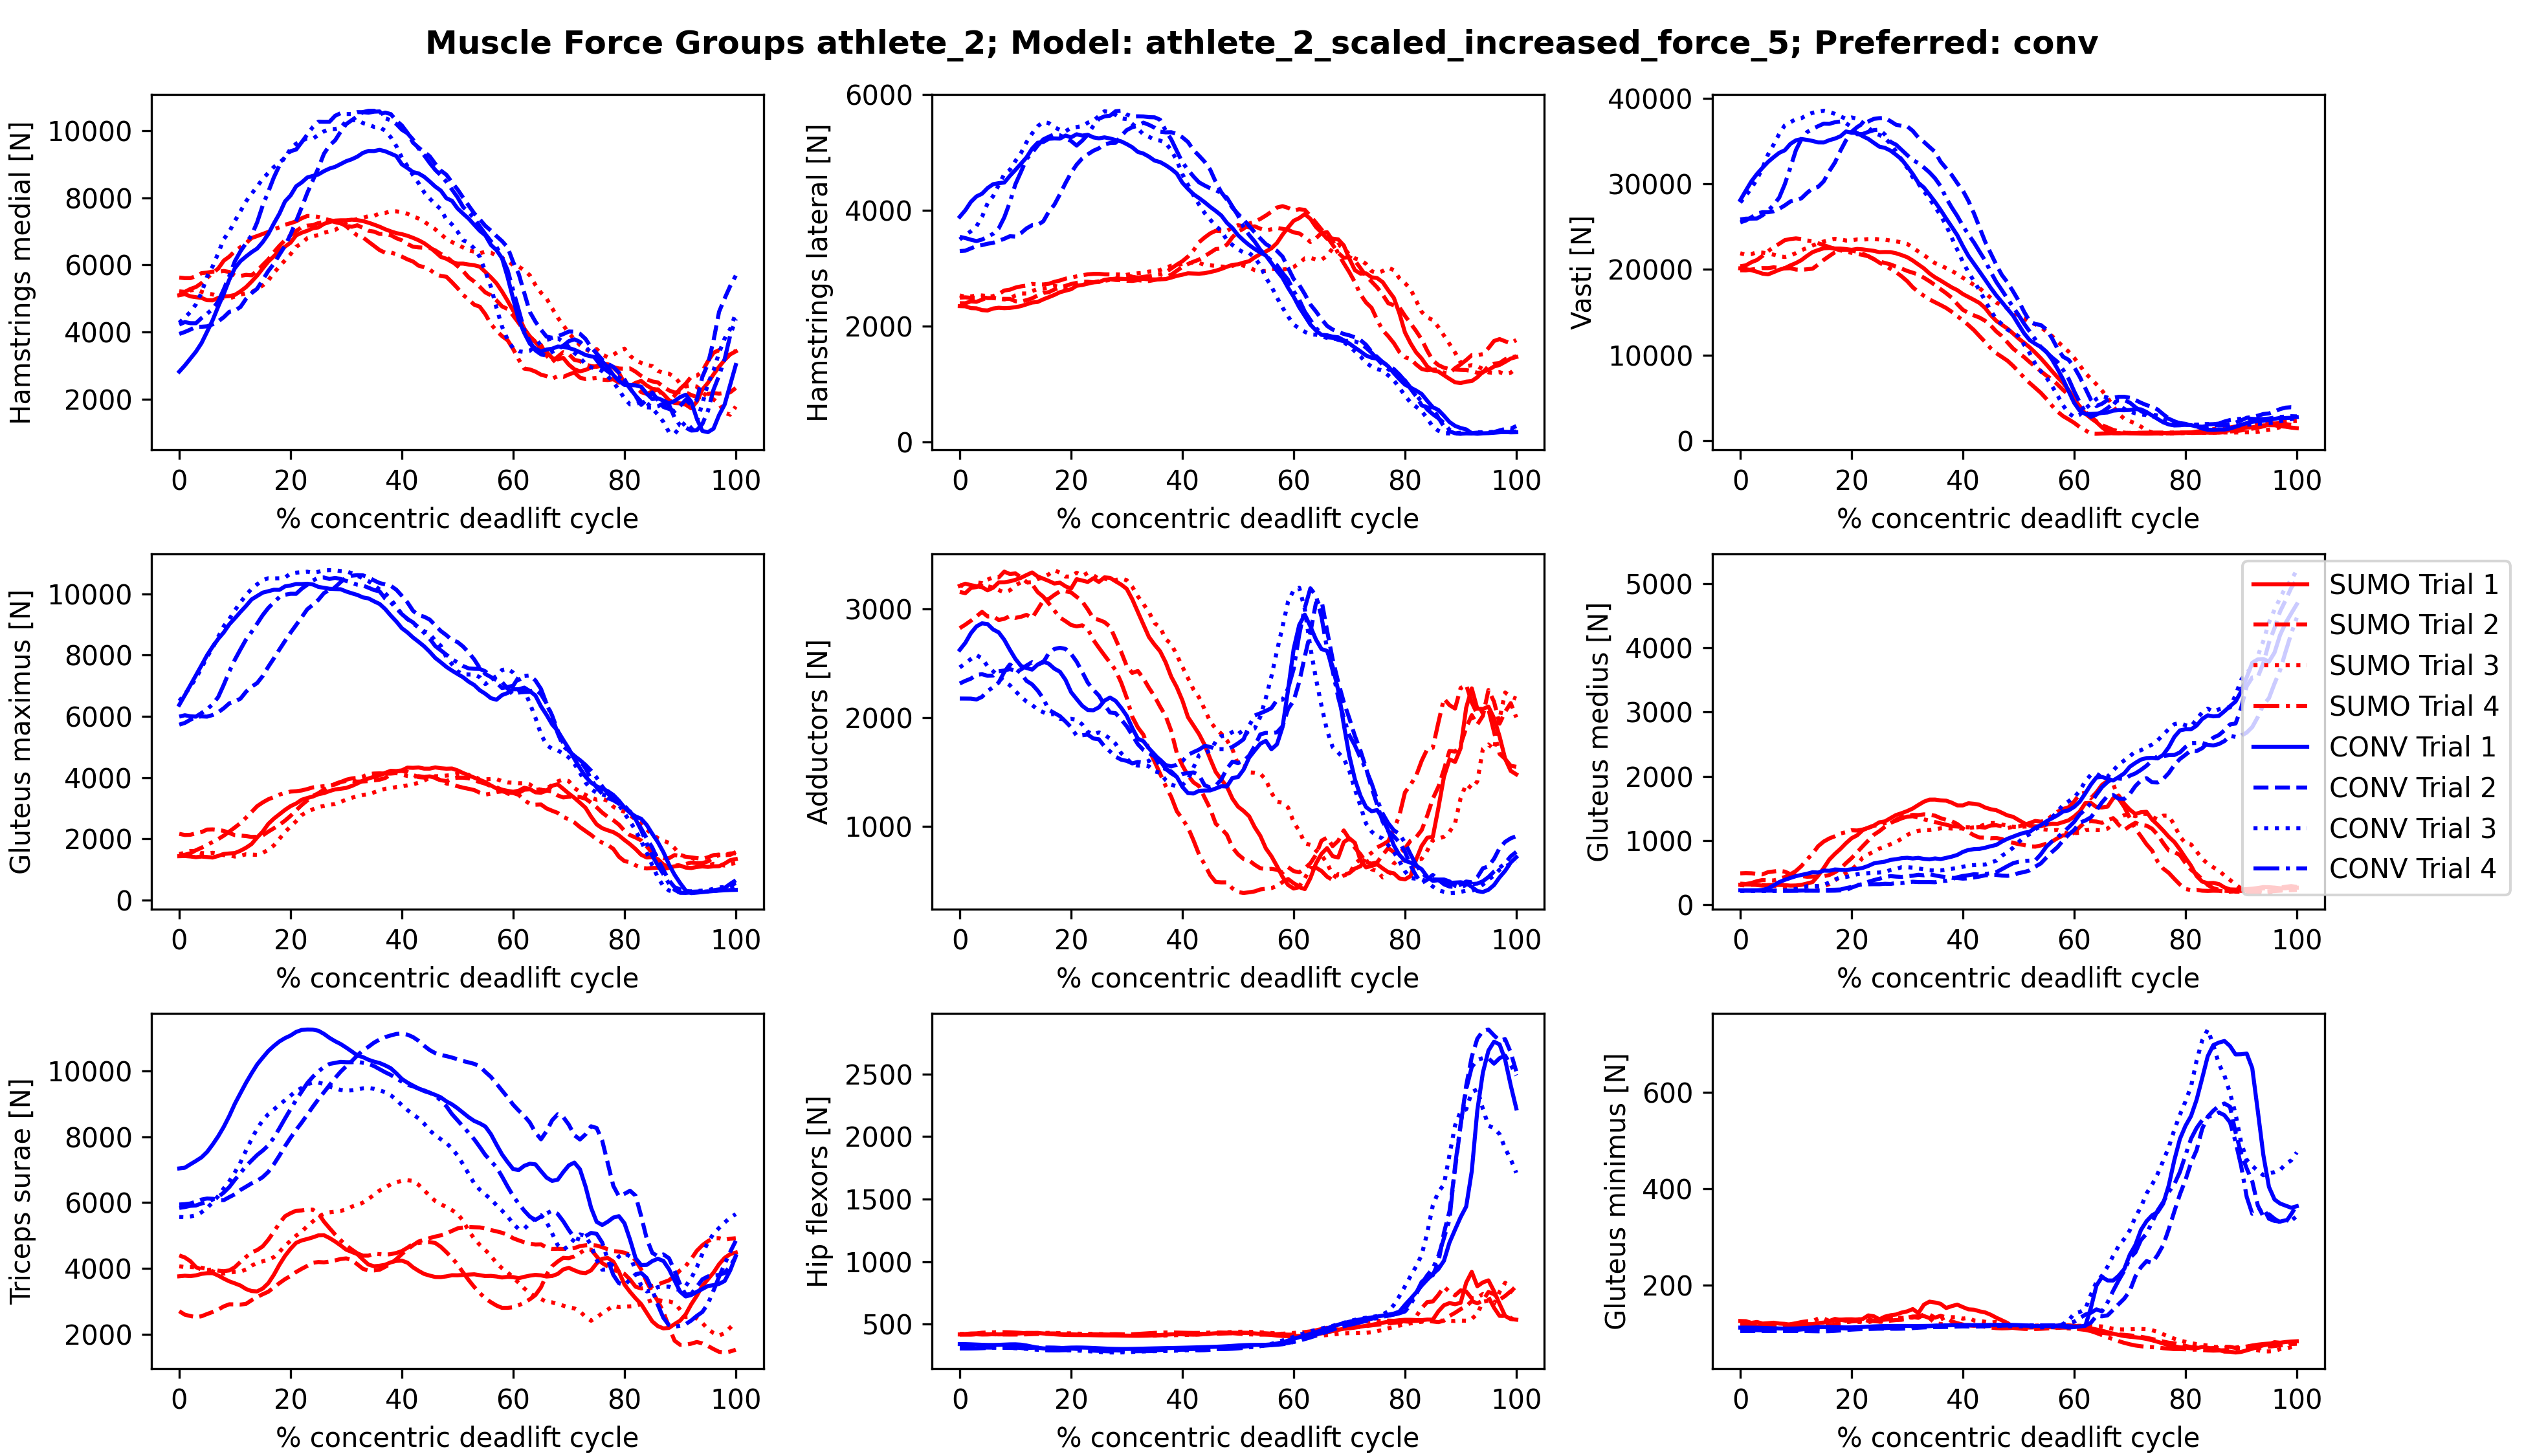 Muscle Force Groups athlete_2; Model: athlete_2_scaled_increased_force_5; Preferred: conv
Hamstrings medial [N]
10000
8000
6000
4000
2000
0 20 40 60 80 100
% concentric deadlift cycle
Hamstrings lateral [N]
6000
4000
2000
0
0 20 40 60 80 100
% concentric deadlift cycle
Vasti [N]
40000
30000
20000
10000
0
0 20 40 60 80 100
% concentric deadlift cycle
Gluteus maximus [N]
10000
8000
6000
4000
2000
0
0 20 40 60 80 100
% concentric deadlift cycle
Adductors [N]
3000
2000
1000
0 20 40 60 80 100
% concentric deadlift cycle
Gluteus medius [N]
5000
4000
3000
2000
1000
0
0 20 40 60 80 100
% concentric deadlift cycle
SUMO Trial 1
SUMO Trial 2
SUMO Trial 3
SUMO Trial 4
CONV Trial 1
CONV Trial 2
CONV Trial 3
CONV Trial 4
Triceps surae [N]
10000
8000
6000
4000
2000
0 20 40 60 80 100
% concentric deadlift cycle
Hip flexors [N]
2500
2000
1500
1000
500
0 20 40 60 80 100
% concentric deadlift cycle
Gluteus minimus [N]
600
400
200
0 20 40 60 80 100
% concentric deadlift cycle